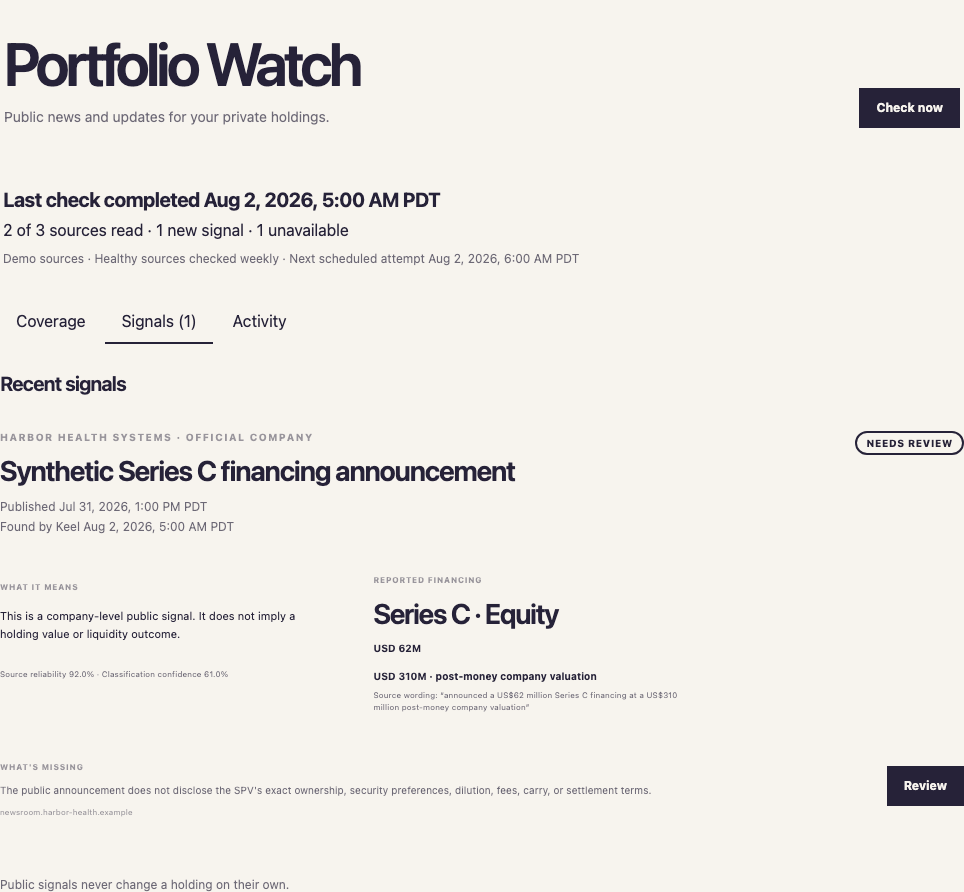 Portfolio Watch
Public news and updates for your private holdings.
Check now
Last check completed Aug 2, 2026, 5:00 AM PDT
2 of 3 sources read · 1 new signal · 1 unavailable
Demo sources · Healthy sources checked weekly · Next scheduled attempt Aug 2, 2026, 6:00 AM PDT
Coverage
Signals (1)
Activity
Recent signals
HARBOR HEALTH SYSTEMS · OFFICIAL COMPANY
NEEDS REVIEW
Synthetic Series C financing announcement
Published Jul 31, 2026, 1:00 PM PDT
Found by Keel Aug 2, 2026, 5:00 AM PDT
WHAT IT MEANS
This is a company-level public signal. It does not imply a
holding value or liquidity outcome.
Source reliability 92.0% · Classification confidence 61.0%
REPORTED FINANCING
Series C · Equity
USD 62M
USD 310M · post-money company valuation
Source wording: "announced a US$62 million Series C financing at a US$310
million post-money company valuation"
WHAT'S MISSING
The public announcement does not disclose the SPV's exact ownership, security preferences, dilution, fees, carry, or settlement terms.
newsroom.harbor-health.example
Review
Public signals never change a holding on their own.